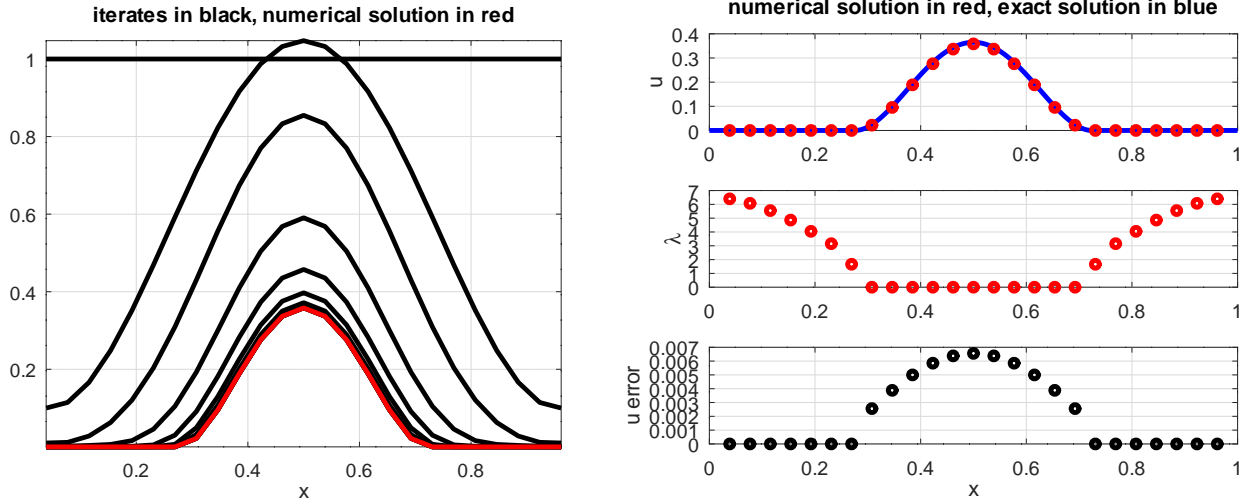 iterates in black, numerical solution in red
1
0.8
0.6
0.4
0.2
0.2 0.4 0.6 0.8
x
numerical solution in red, exact solution in blue
0.4
0.3
0.2
0.1
0
u
0 0.2 0.4 0.6 0.8 1
7
6
5
4
3
2
1
0
λ
0 0.2 0.4 0.6 0.8 1
0.007
0.006
0.005
0.004
0.003
0.002
0.001
0
u error
0 0.2 0.4 0.6 0.8 1
x